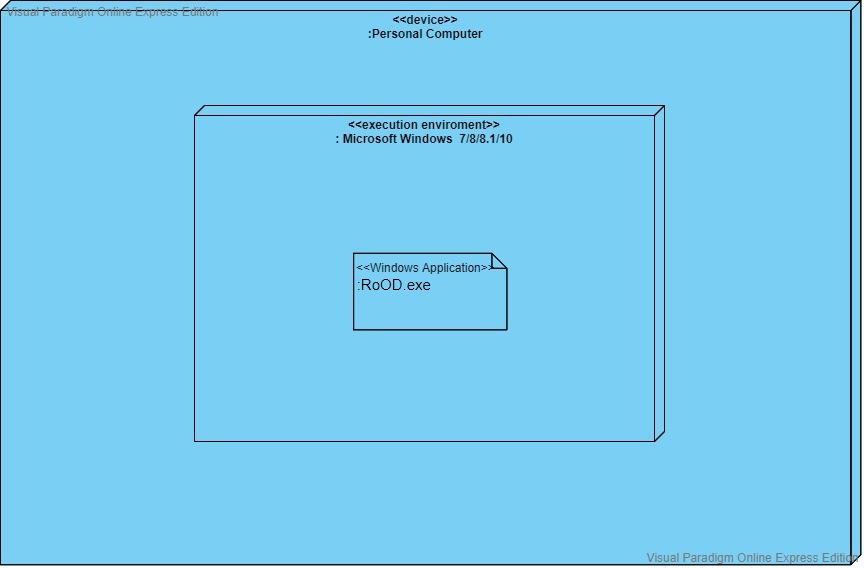 Visual Paradigm Online Express Edition
<<device>>
:Personal Computer
<<execution enviroment>>
: Microsoft Windows  7/8/8.1/10
<<Windows Application>>
:RoOD.exe
Visual Paradigm Online Express Edition